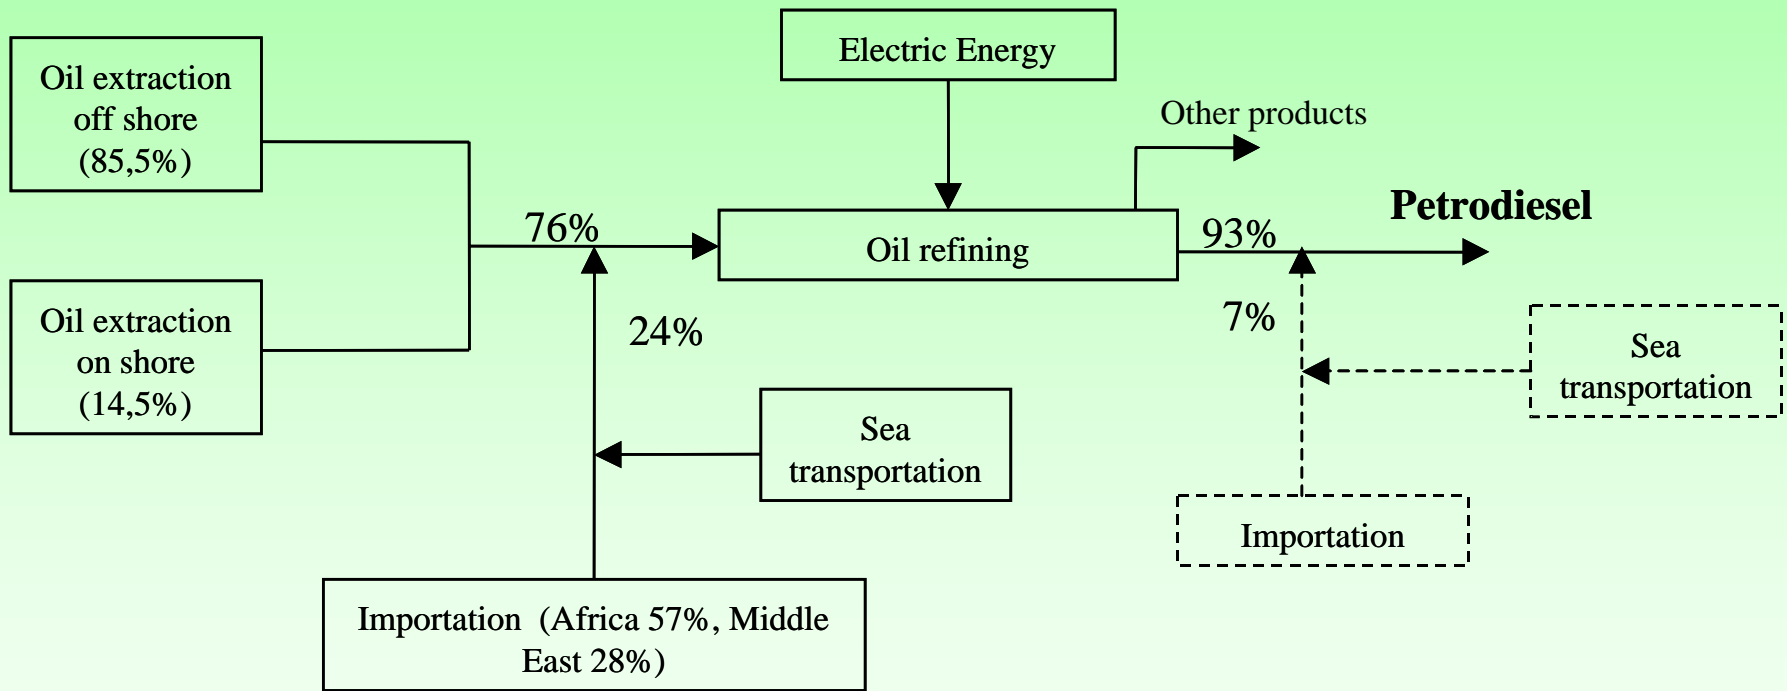 Electric Energy
Oil extraction
off shore
(85,5%)
Other products
Petrodiesel
76%
Oil refining
93%
Oil extraction
on shore
(14,5%)
24%
7%
Sea
transportation
Sea
transportation
Importation
Importation (Africa 57%, Middle
East 28%)